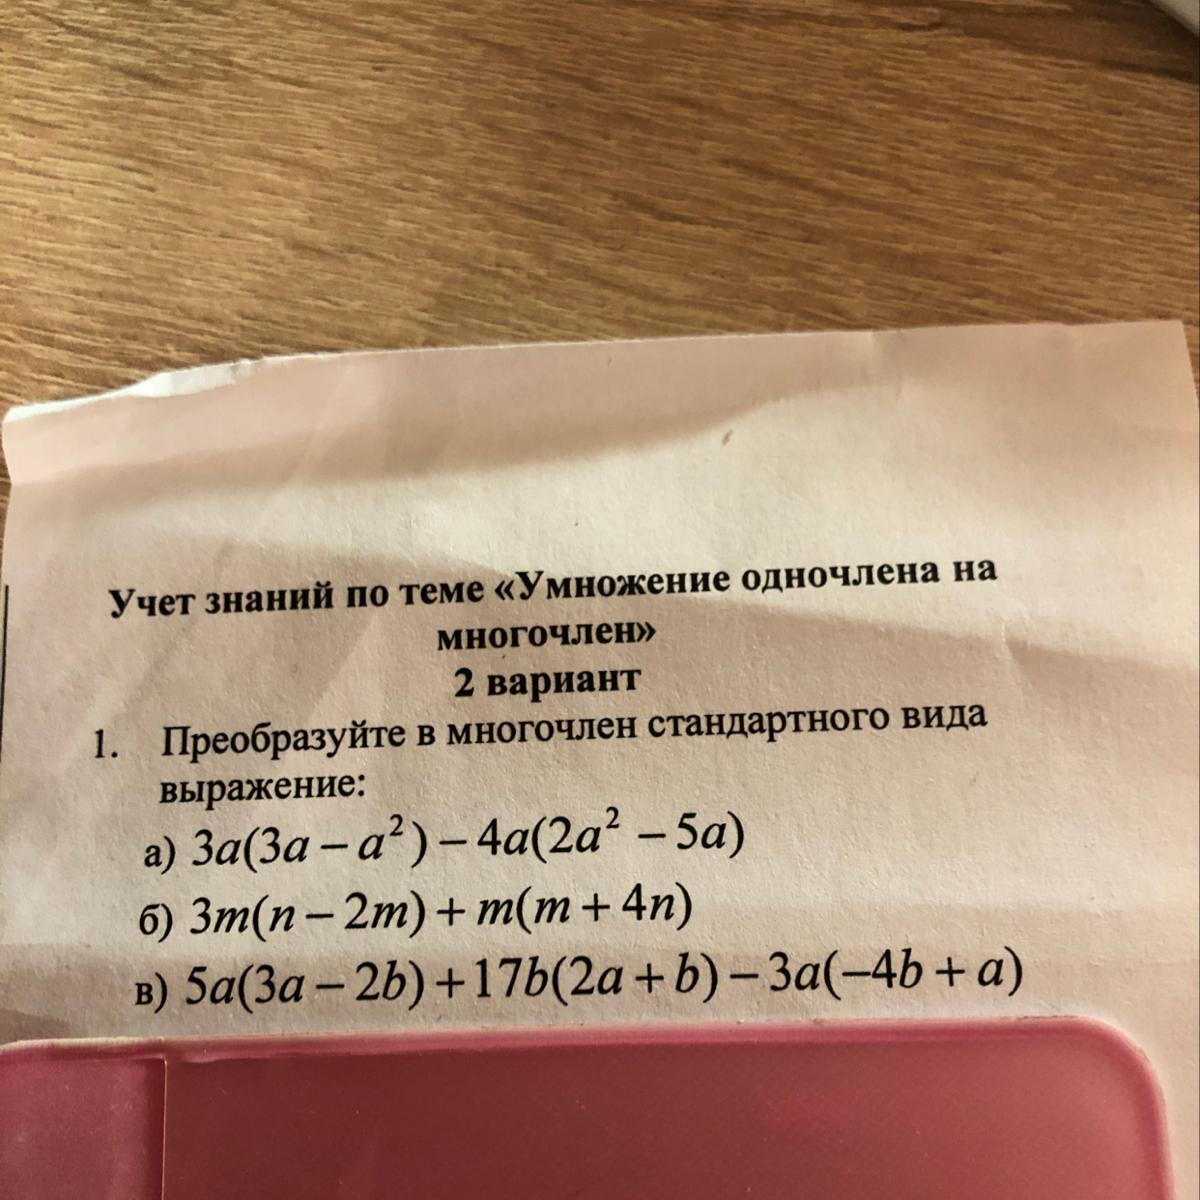 Учет знаний по теме «Умножение одночлена на
многочлен»
2 вариант
1. Преобразуйте в многочлен стандартного вида
выражение:
а) 3a(3a − a²) − 4a(2a² − 5a)
б) 3m(n − 2m) + m(m + 4n)
в) 5a(3a − 2b) + 17b(2a + b) − 3a(−4b + a)